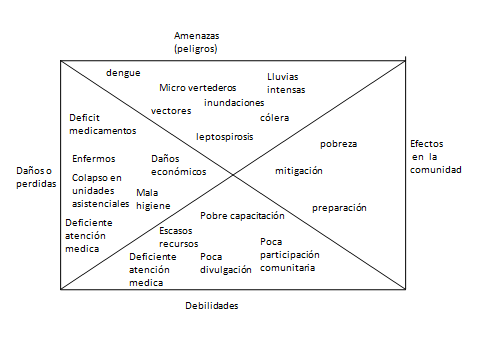 Amenazas
(peligros)
dengue
Lluvias
intensas
Micro vertederos
inundaciones
vectores
cólera
Deficit
medicamentos
leptospirosis
pobreza
Efectos
en la
comunidad
Enfermos
Daños
económicos
Daños o
perdidas
mitigación
Colapso en
unidades
asistenciales
Mala
higiene
preparación
Pobre capacitación
Deficiente
atención
medica
Escasos
recursos
Poca
participación
comunitaria
Deficiente
atención
medica
Poca
divulgación
Debilidades